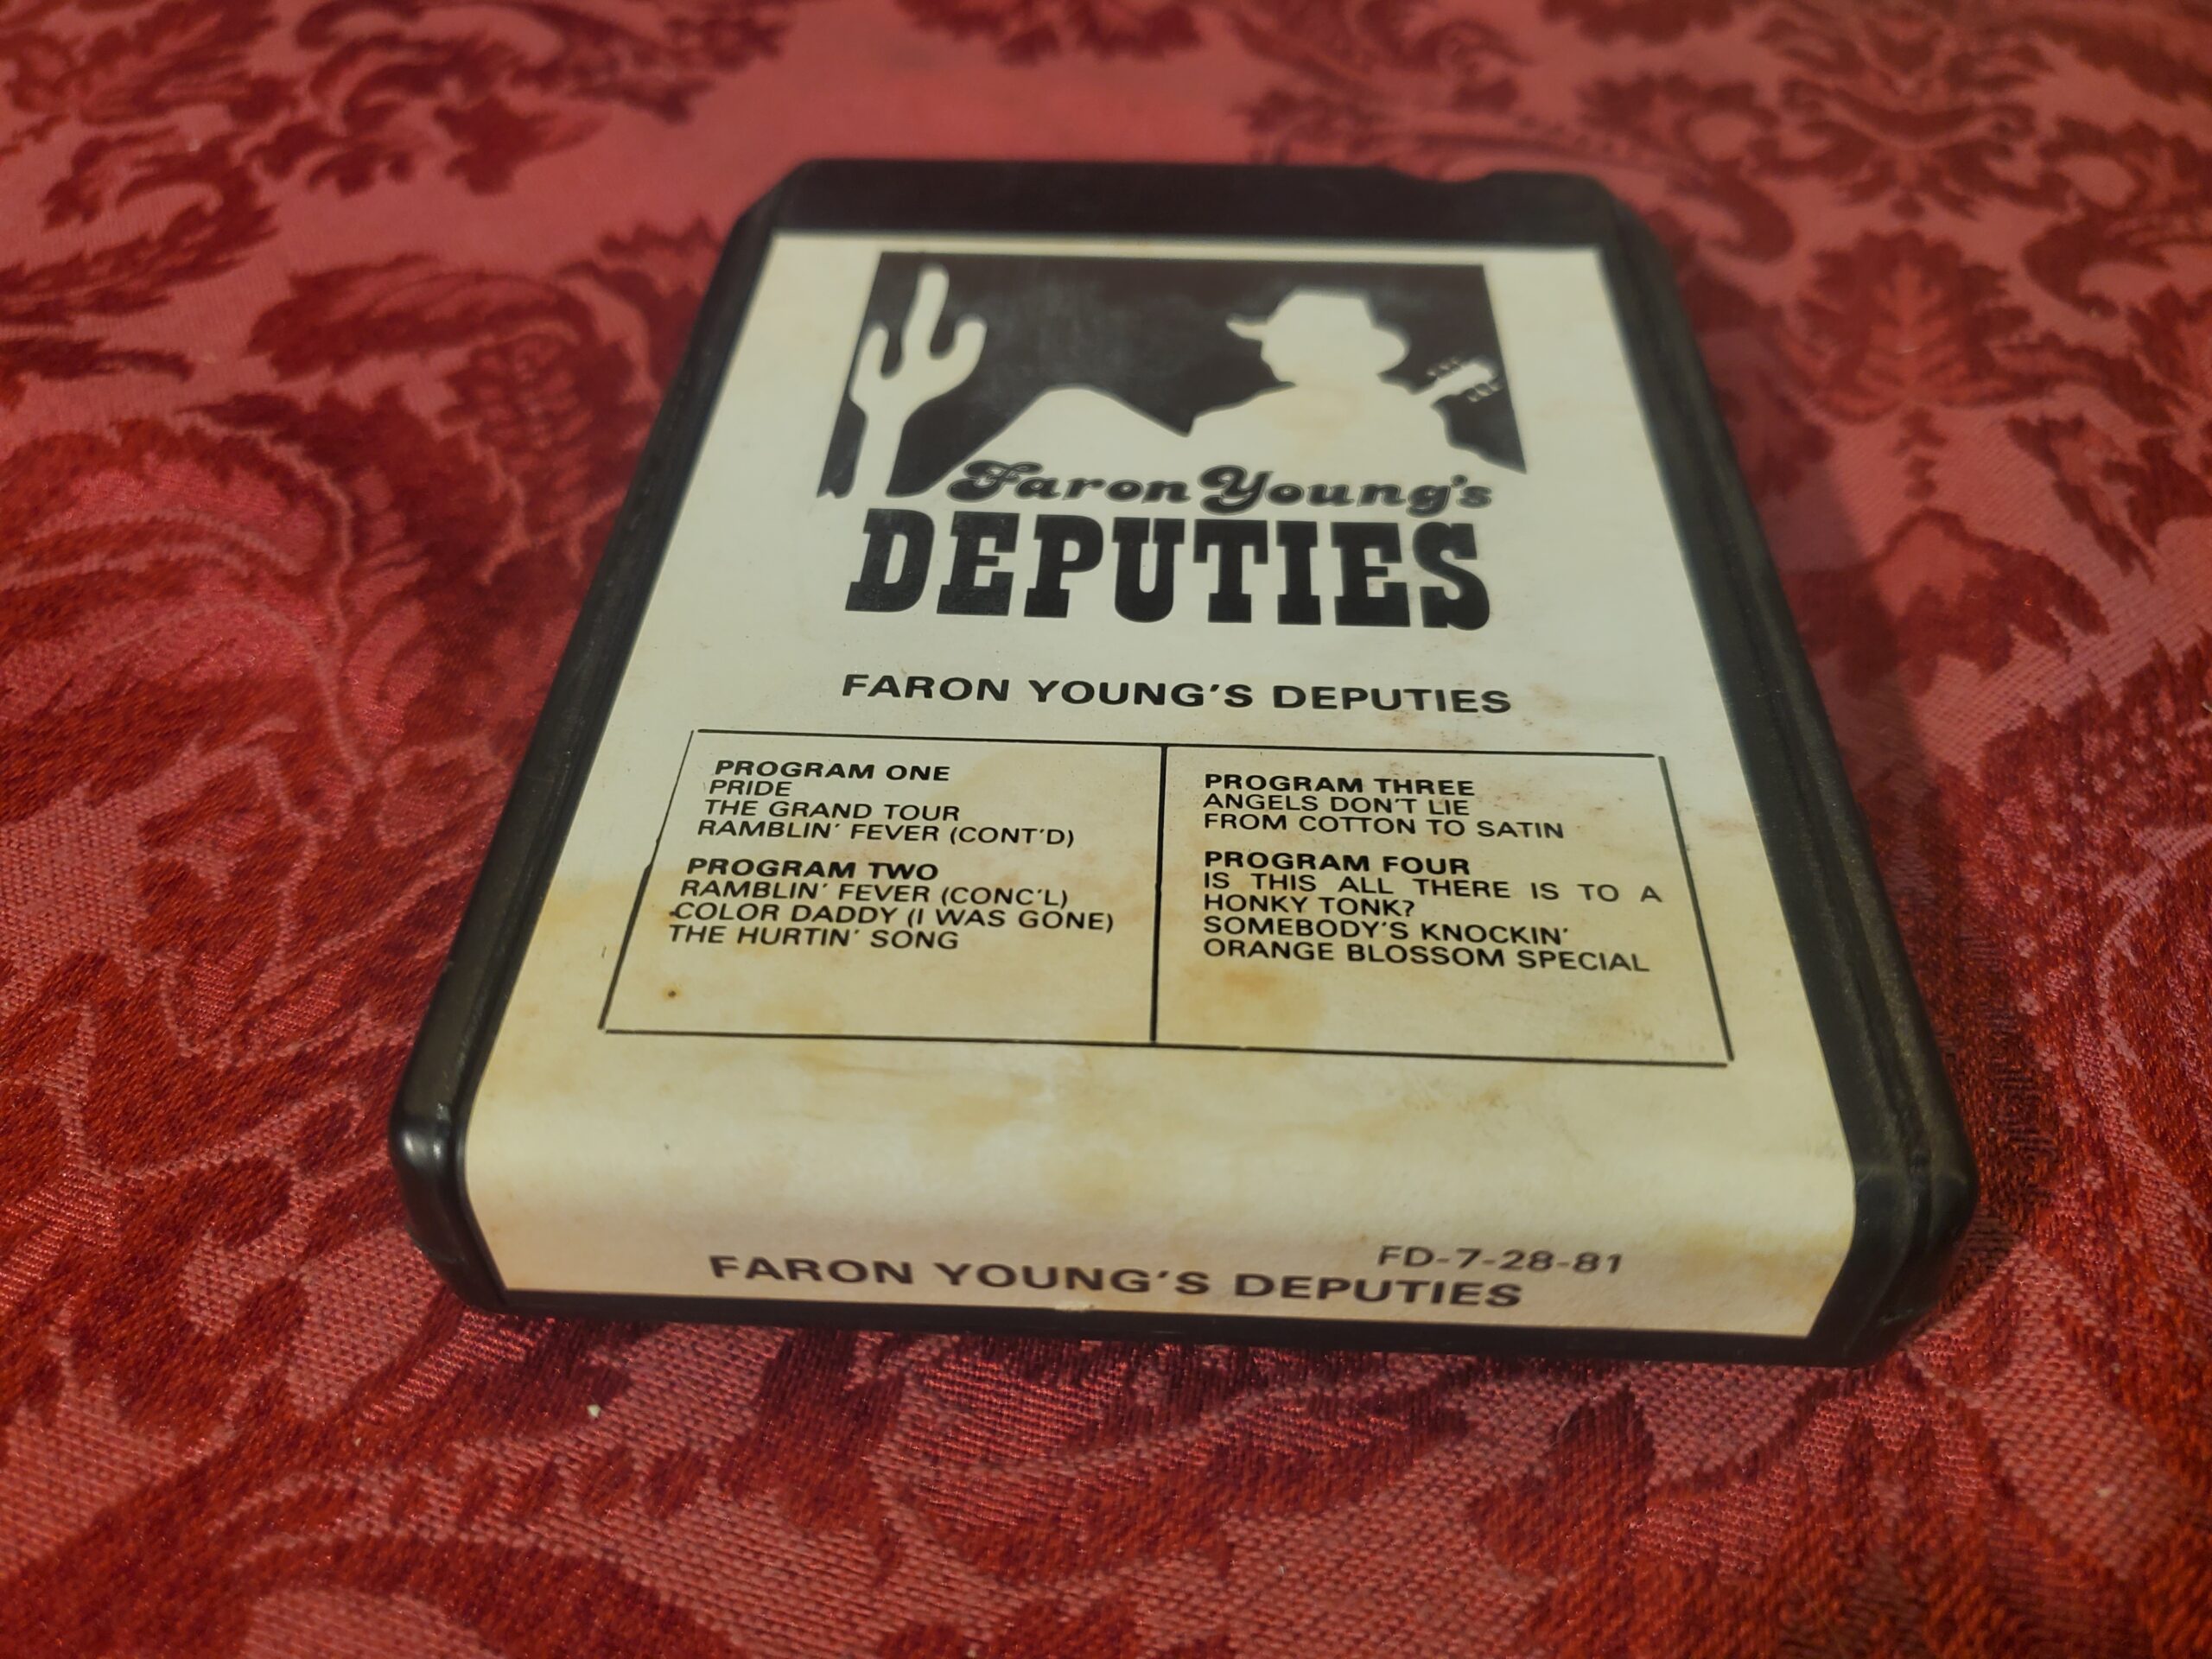 Faron Young's
DEPUTIES
FARON YOUNG'S DEPUTIES
PROGRAM ONE
PRIDE
THE GRAND TOUR
RAMBLIN' FEVER (CONT'D)
PROGRAM TWO
RAMBLIN' FEVER (CONC'L)
COLOR DADDY (I WAS GONE)
THE HURTIN' SONG
PROGRAM THREE
ANGELS DON'T LIE
FROM COTTON TO SATIN
PROGRAM FOUR
IS THIS ALL THERE IS TO A
HONKY TONK?
SOMEBODY'S KNOCKIN'
ORANGE BLOSSOM SPECIAL
FD-7-28-81
FARON YOUNG'S DEPUTIES